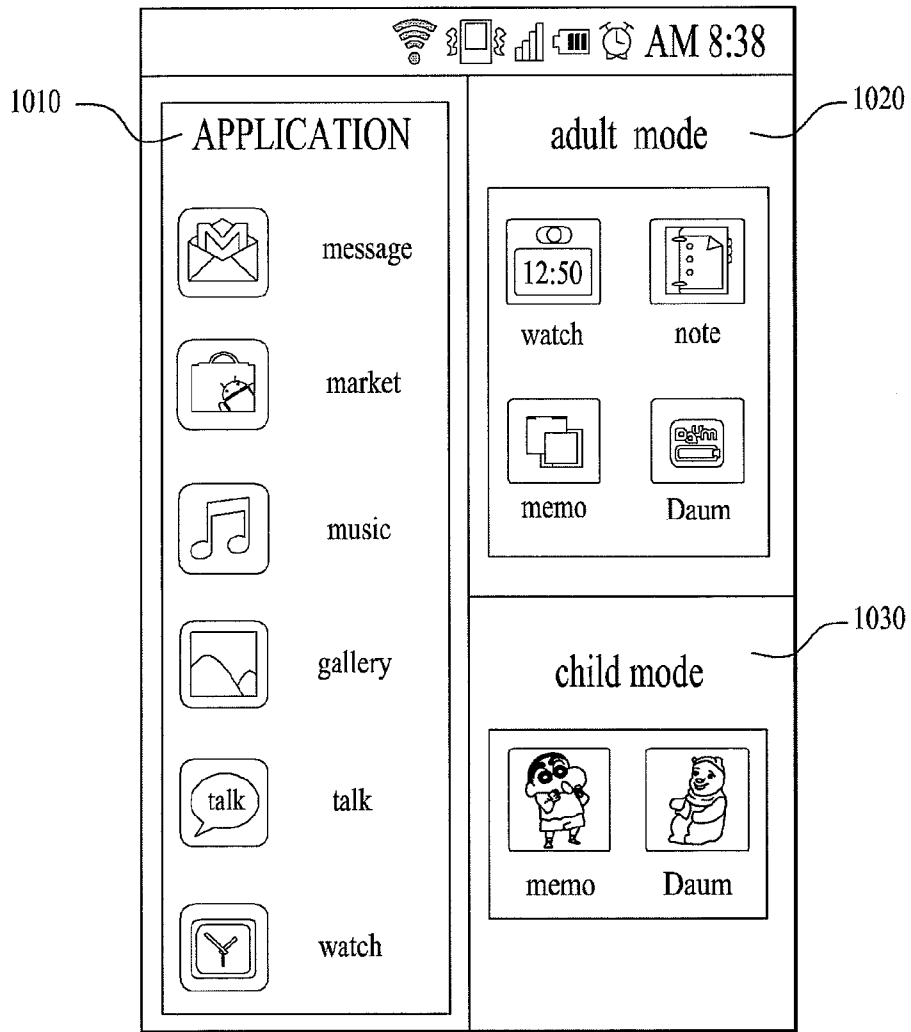 AM 8:38
1010
APPLICATION
message
market
music
gallery
talk
talk
watch
1020
adult mode
12:50
watch
note
Daum
memo
Daum
1030
child mode
memo
Daum